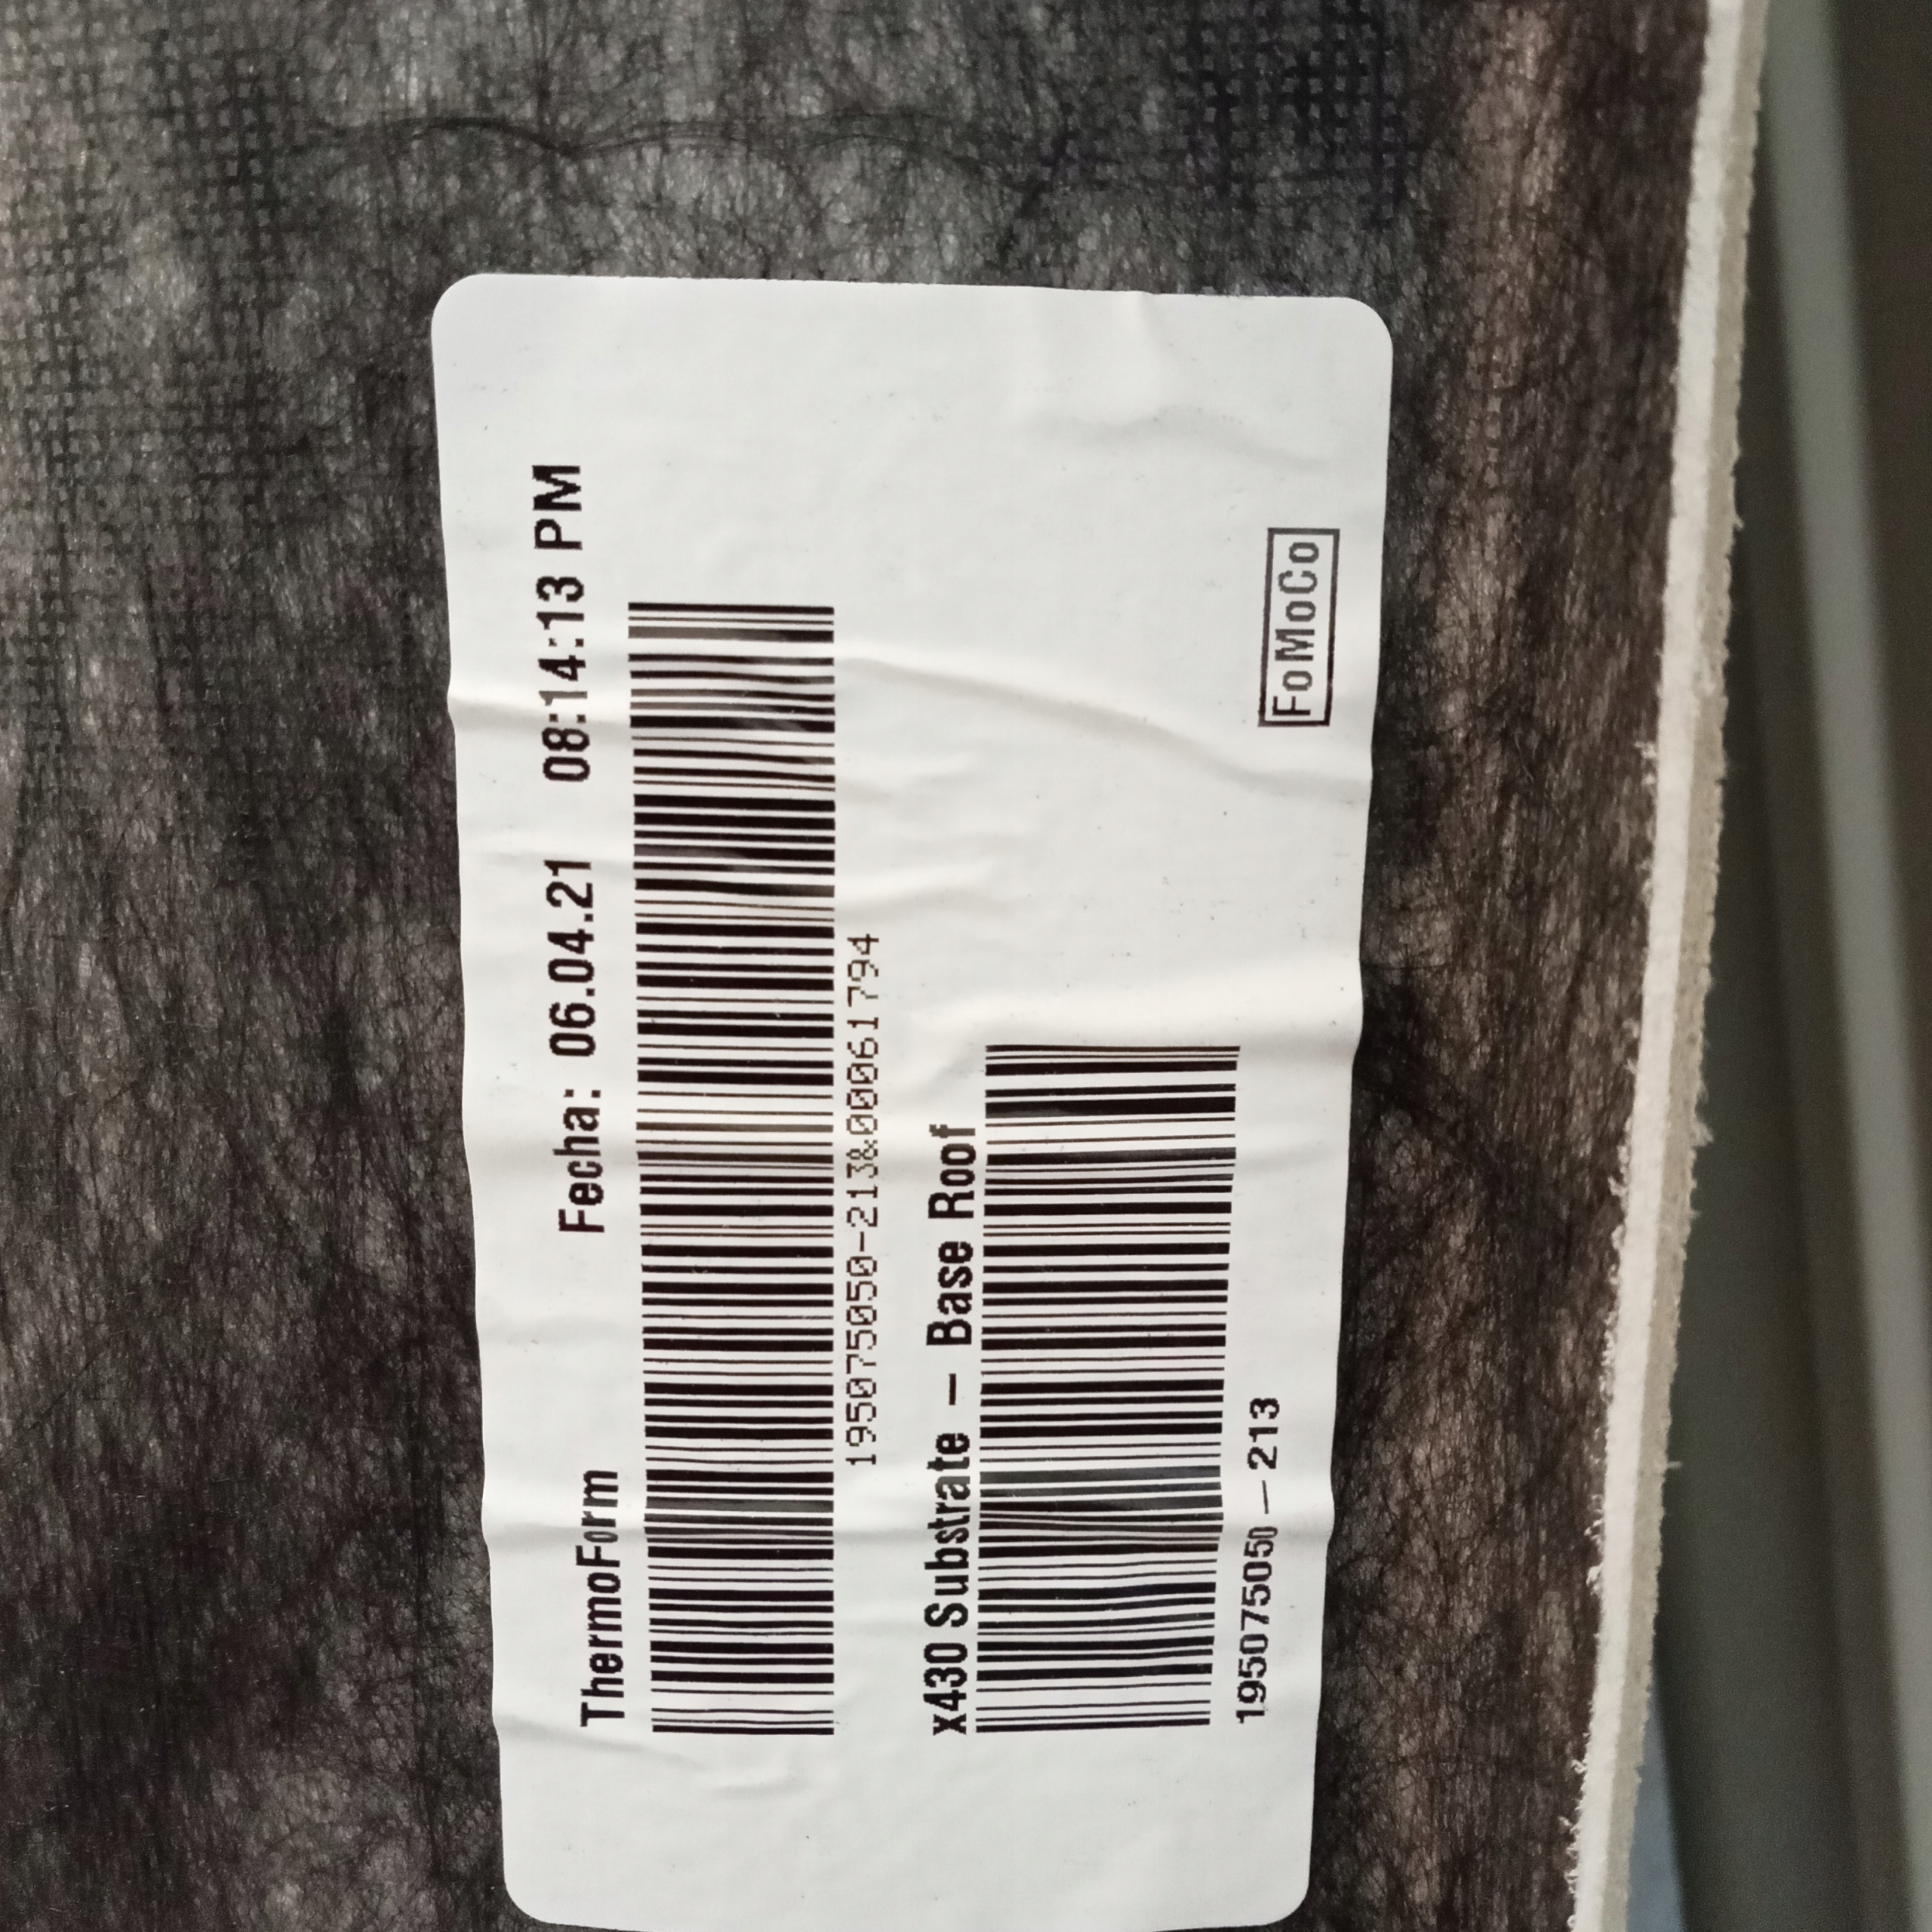 ThermoForm Fecha: 06.04.21 08:14:13 PM
195075050-213&00061794
x430 Substrate - Base Roof
195075050-213
FoMoCo